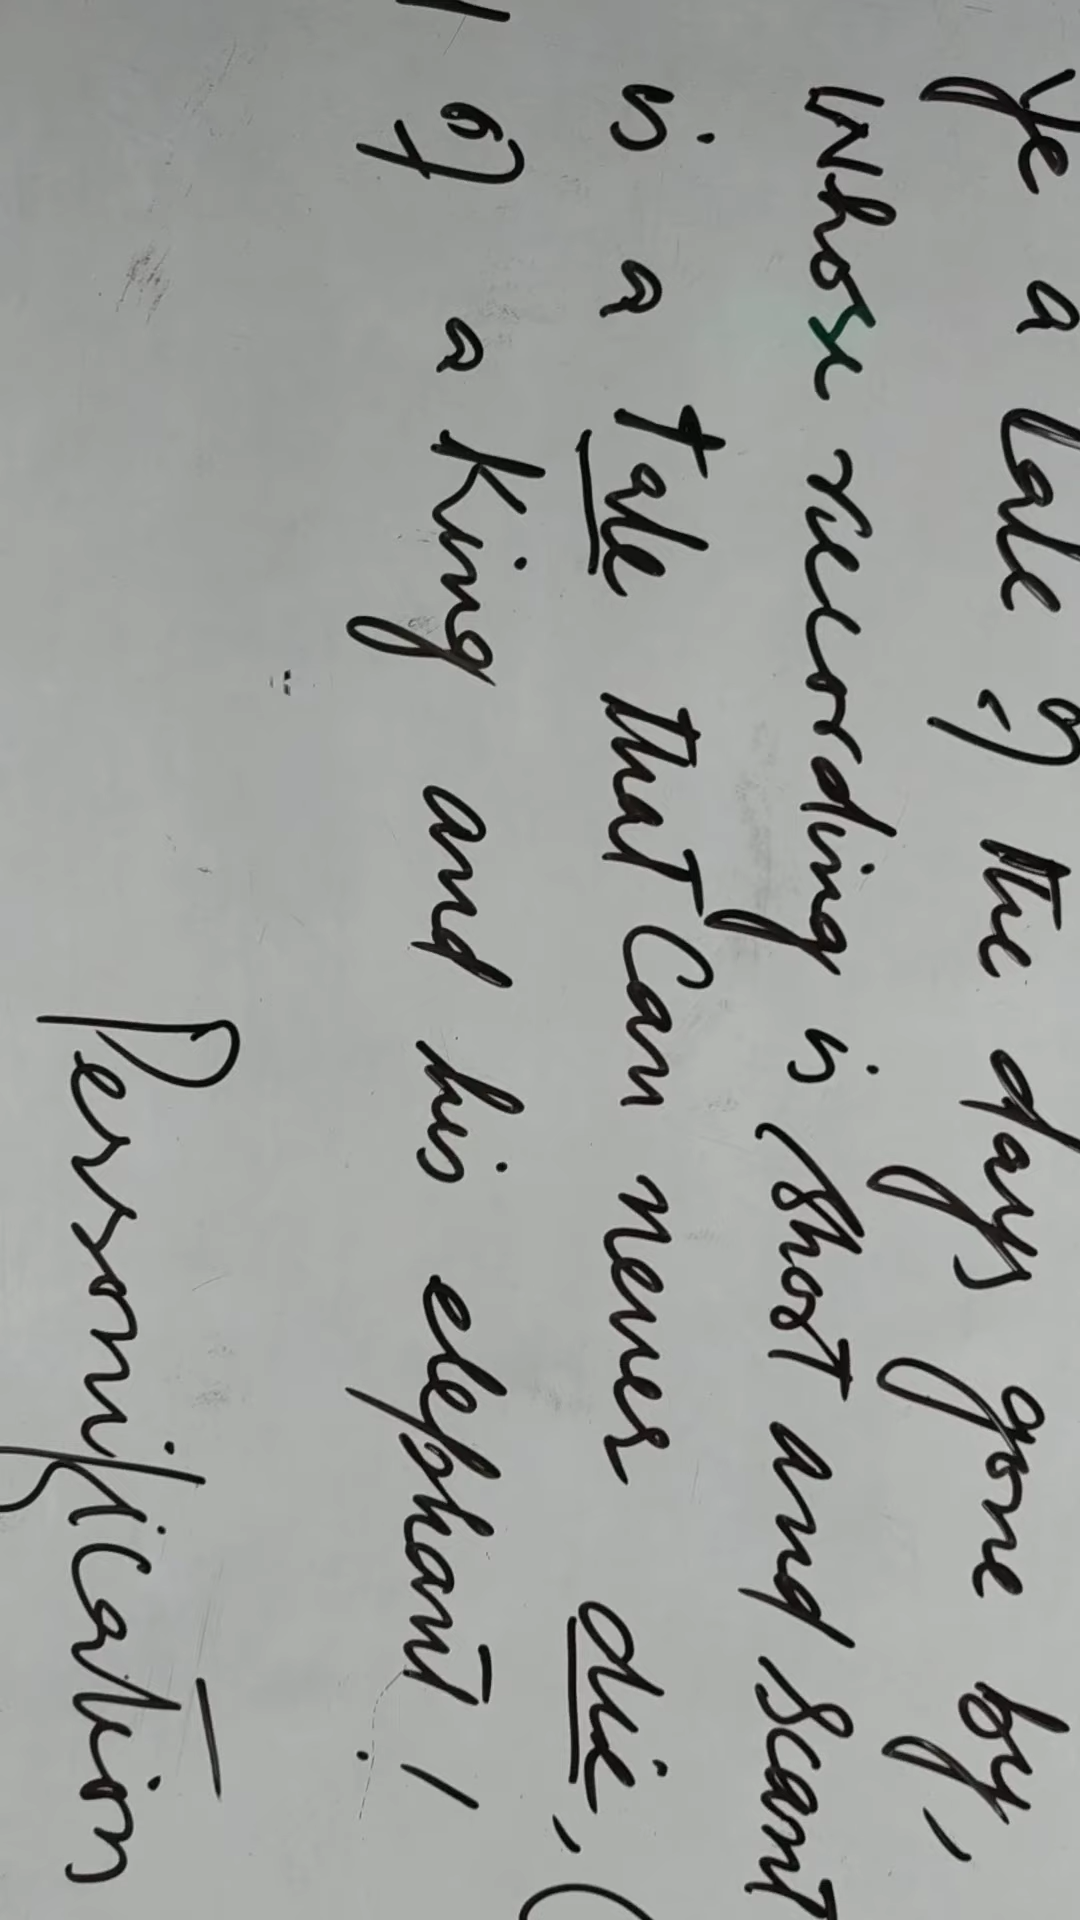 Ye a tale of the days gone by,
Whose recording is short and scant
is a tale that can never die,
of a King and his elephant!
Personification